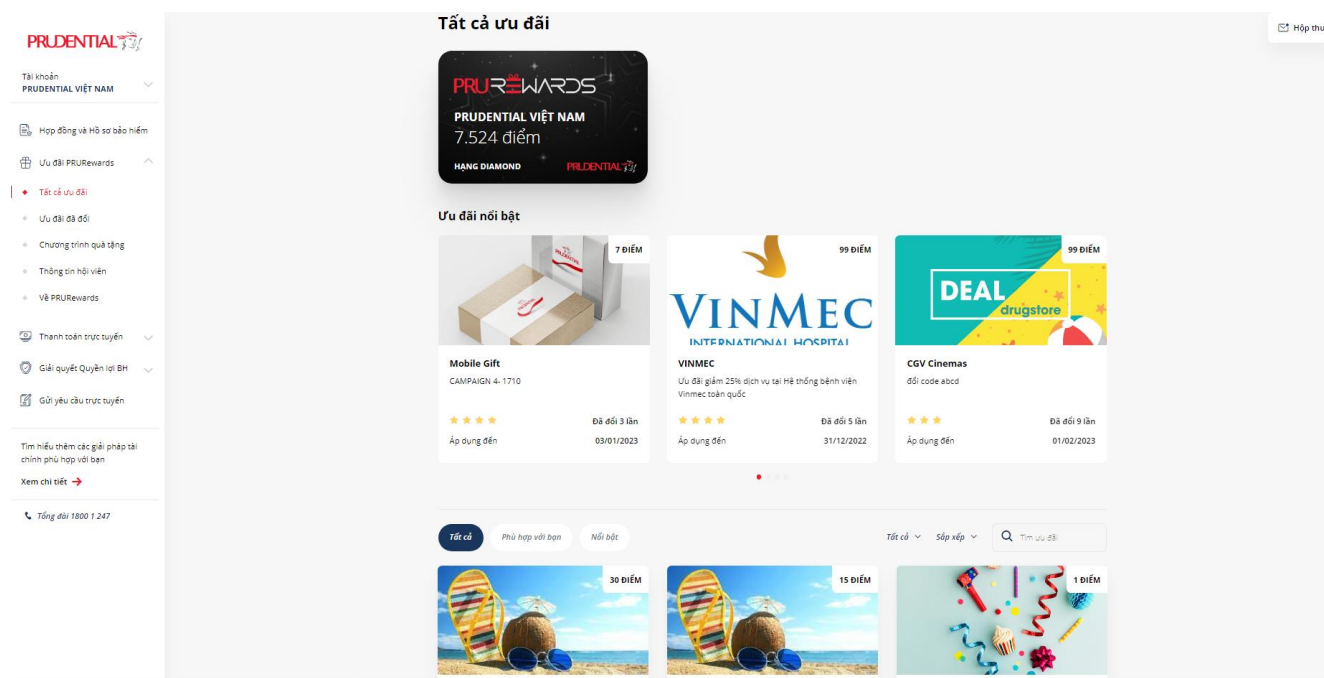 PRUDENTIAL
Tài khoản
PRUDENTIAL VIỆT NAM
Hợp đồng và Hồ sơ bảo hiểm
Ưu đãi PRURewards
Tất cả ưu đãi
Ưu đãi đã đổi
Chương trình quà tặng
Thông tin hội viên
Về PRURewards
Thanh toán trực tuyến
Giải quyết Quyền lợi BH
Gửi yêu cầu trực tuyến
Tìm hiểu thêm các giải pháp tài
chính phù hợp với bạn
Xem chi tiết
Tổng đài 1800 1 247
Tất cả ưu đãi
Hộp thư
PRUREWARDS
PRUDENTIAL VIỆT NAM
7.524 điểm
HẠNG DIAMOND
PRUDENTIAL
Ưu đãi nổi bật
7 ĐIỂM
PRUDENTIAL
Mobile Gift
CAMPAIGN 4- 1710
Đã đổi 3 lần
Áp dụng đến
03/01/2023
99 ĐIỂM
VINMEC
INTERNATIONAL HOSPITAL
VINMEC
Ưu đãi giảm 25% dịch vụ tại Hệ thống bệnh viện
Vinmec toàn quốc
Đã đổi 5 lần
Áp dụng đến
31/12/2022
99 ĐIỂM
DEAL
drugstore
CGV Cinemas
đổi code abcd
Đã đổi 9 lần
Áp dụng đến
01/02/2023
Tất cả
Phù hợp với bạn
Nổi bật
Tất cả
Sắp xếp
Tìm ưu đãi
30 ĐIỂM
15 ĐIỂM
1 ĐIỂM